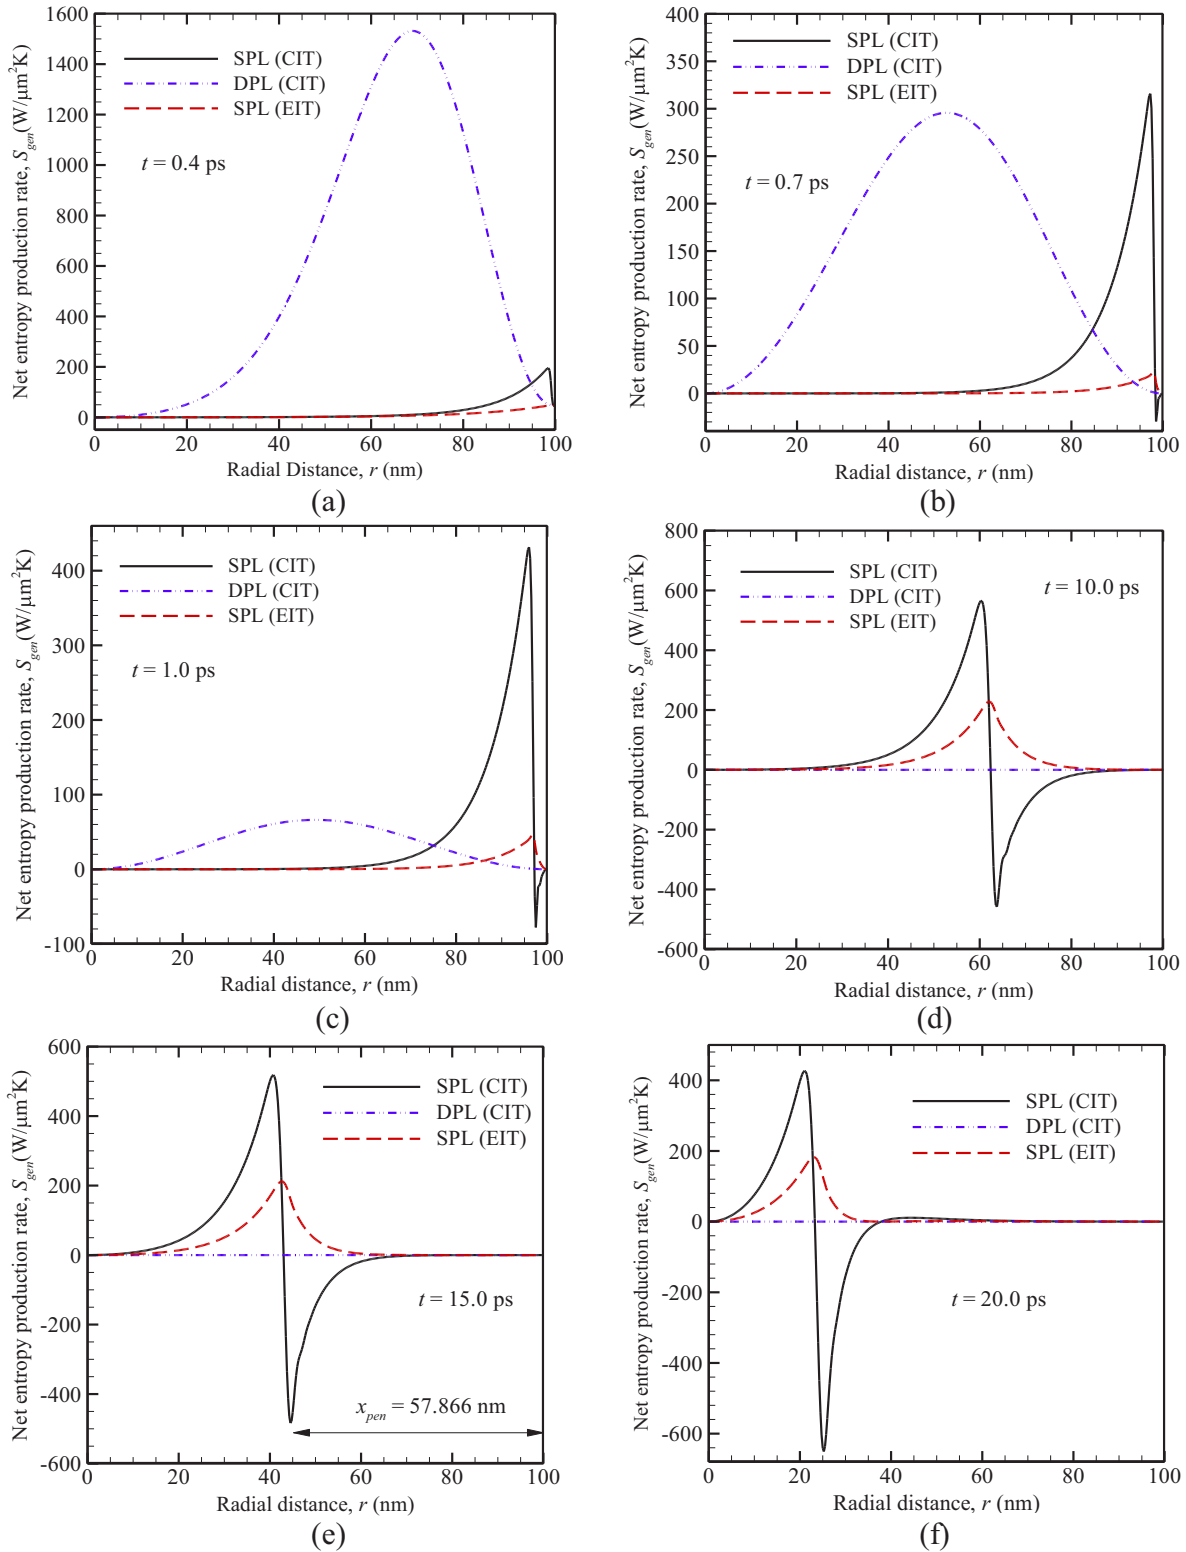 Net entropy production rate, S_gen (W/μm²K)
1600
1400
1200
1000
800
600
400
200
0
SPL (CIT)
DPL (CIT)
SPL (EIT)
t = 0.4 ps
0 20 40 60 80 100
Radial Distance, r (nm)
(a)
Net entropy production rate, S_gen (W/μm²K)
400
350
300
250
200
150
100
50
0
SPL (CIT)
DPL (CIT)
SPL (EIT)
t = 0.7 ps
0 20 40 60 80 100
Radial distance, r (nm)
(b)
Net entropy production rate, S_gen (W/μm²K)
400
300
200
100
0
-100
SPL (CIT)
DPL (CIT)
SPL (EIT)
t = 1.0 ps
0 20 40 60 80 100
Radial distance, r (nm)
(c)
Net entropy production rate, S_gen (W/μm²K)
800
600
400
200
0
-200
-400
-600
SPL (CIT)
DPL (CIT)
SPL (EIT)
t = 10.0 ps
0 20 40 60 80 100
Radial distance, r (nm)
(d)
Net entropy production rate, S_gen (W/μm²K)
600
400
200
0
-200
-400
-600
SPL (CIT)
DPL (CIT)
SPL (EIT)
t = 15.0 ps
x_pen = 57.866 nm
0 20 40 60 80 100
Radial distance, r (nm)
(e)
Net entropy production rate, S_gen (W/μm²K)
400
200
0
-200
-400
-600
SPL (CIT)
DPL (CIT)
SPL (EIT)
t = 20.0 ps
0 20 40 60 80 100
Radial distance, r (nm)
(f)